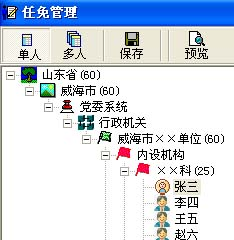 任免管理
单人 多人 保存 预览
山东省(60)
威海市(60)
党委系统
行政机关
威海市××单位(60)
内设机构
××科(25)
张三
李四
王五
赵六